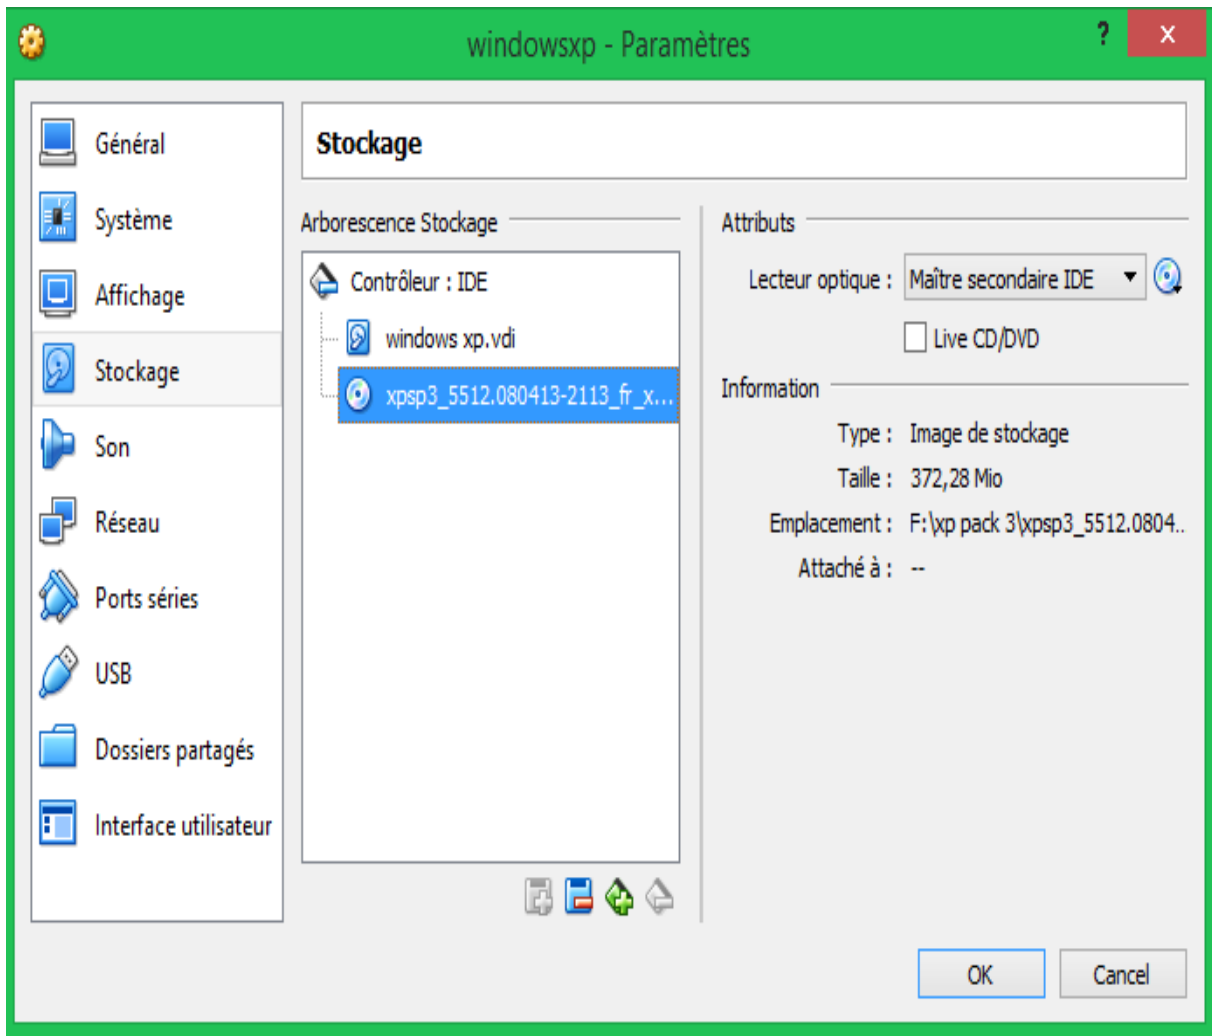 windowsxp - Paramètres
?
x
Général
Système
Affichage
Stockage
Son
Réseau
Ports séries
USB
Dossiers partagés
Interface utilisateur
Stockage
Arborescence Stockage
Contrôleur : IDE
windows xp.vdi
xpsp3_5512.080413-2113_fr_x...
Attributs
Lecteur optique : Maître secondaire IDE
Live CD/DVD
Information
Type : Image de stockage
Taille : 372,28 Mio
Emplacement : F:\xp pack 3\xpsp3_5512.0804..
Attaché à : --
OK
Cancel